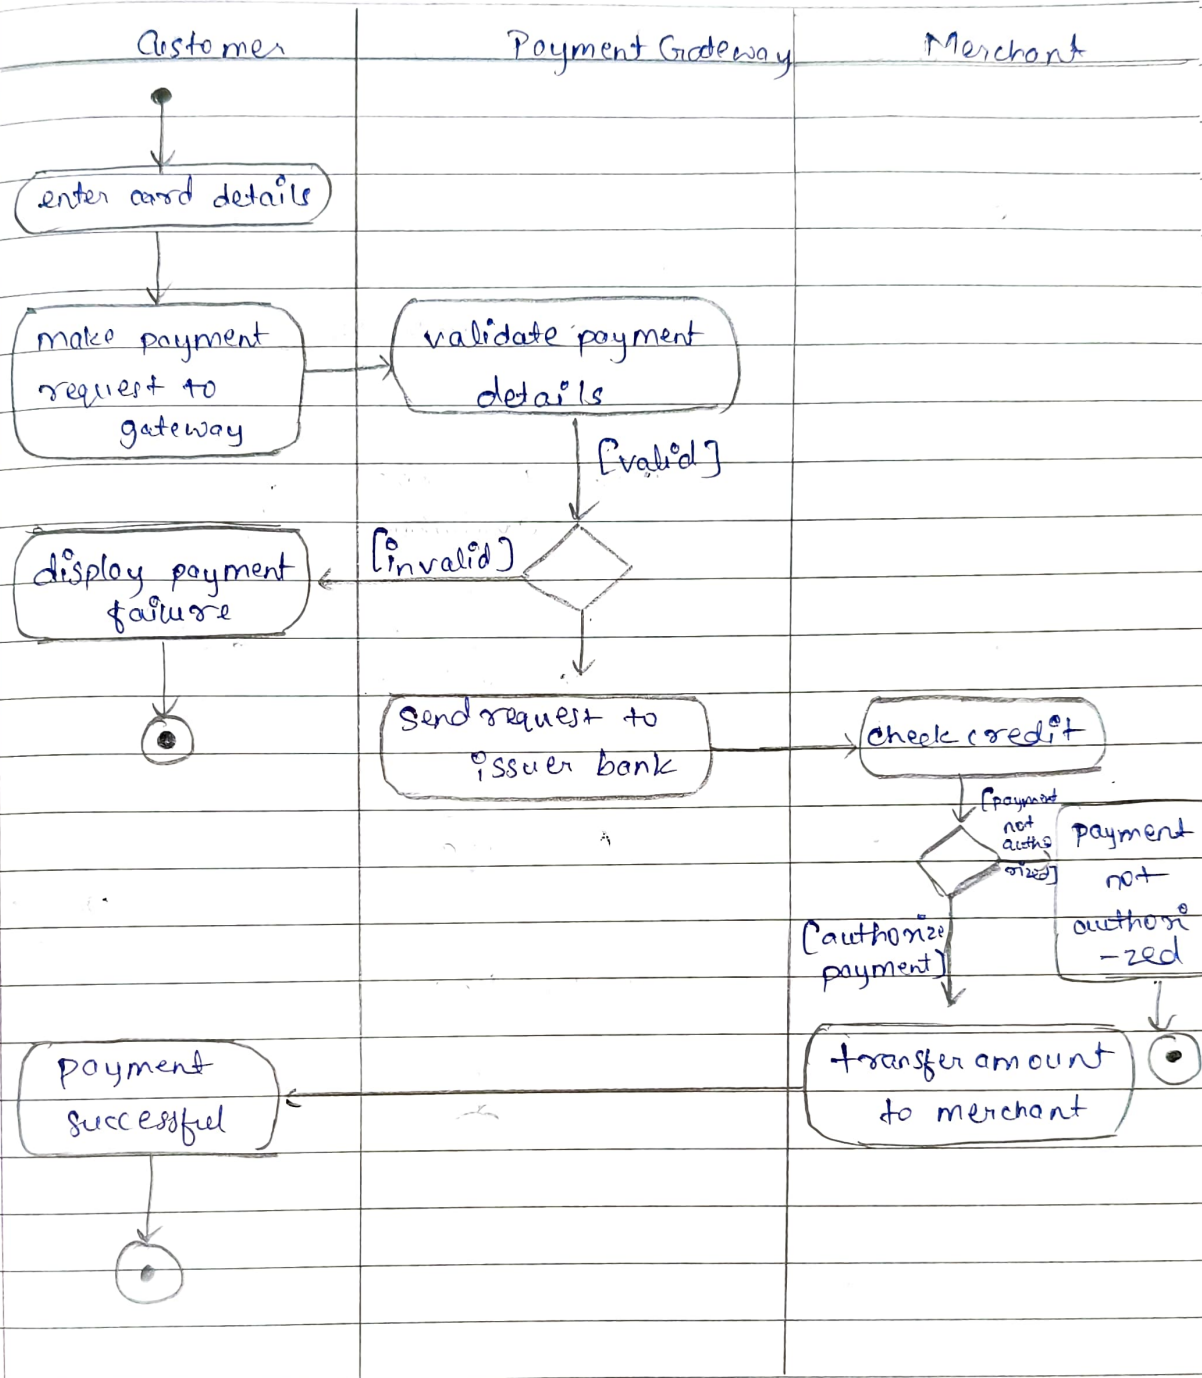 Customer
Payment Gateway
Merchant
enter card details
make payment
request to
gateway
validate payment
details
[valid]
[invalid]
display payment
failure
send request to
issuer bank
check credit
[payment
not
autho
rized]
payment
not
authori
-zed
[authorize
payment]
transfer amount
to merchant
payment
successful